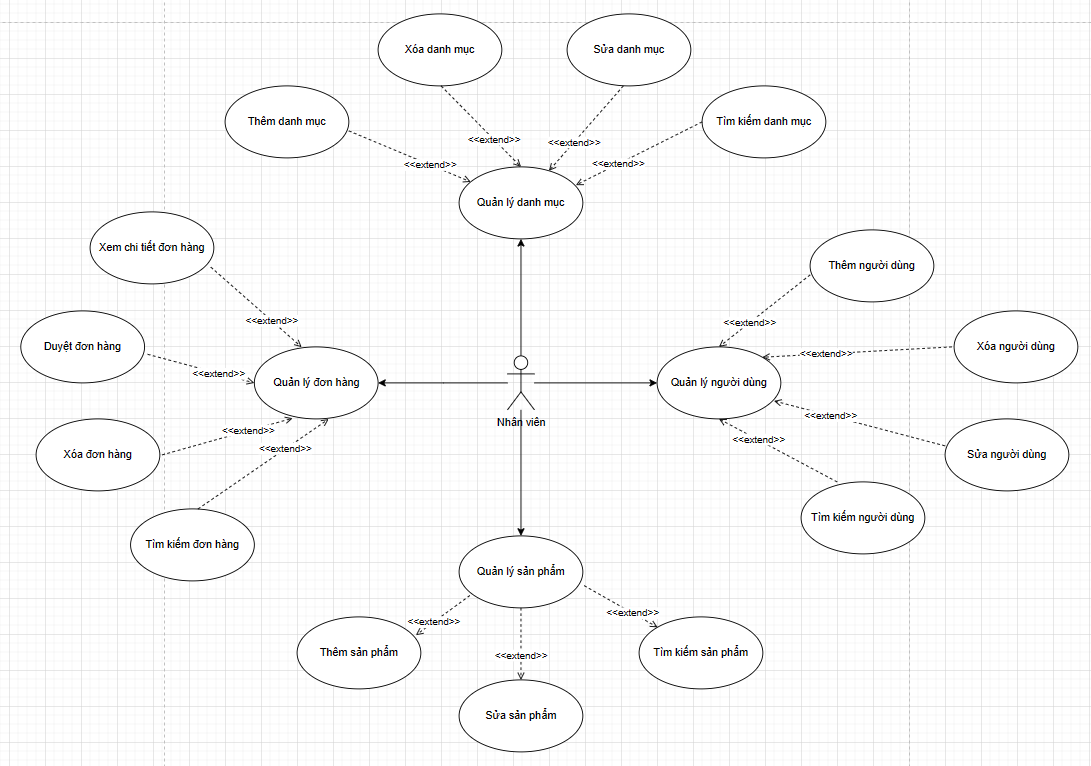 Xóa danh mục
Sửa danh mục
Thêm danh mục
Tìm kiếm danh mục
<<extend>>
<<extend>>
<<extend>>
<<extend>>
Quản lý danh mục
Xem chi tiết đơn hàng
Thêm người dùng
<<extend>>
<<extend>>
Duyệt đơn hàng
Xóa người dùng
<<extend>>
<<extend>>
Quản lý đơn hàng
Quản lý người dùng
<<extend>>
Nhân viên
<<extend>>
<<extend>>
<<extend>>
Xóa đơn hàng
Sửa người dùng
Tìm kiếm người dùng
Tìm kiếm đơn hàng
Quản lý sản phẩm
<<extend>>
<<extend>>
Thêm sản phẩm
<<extend>>
Tìm kiếm sản phẩm
Sửa sản phẩm